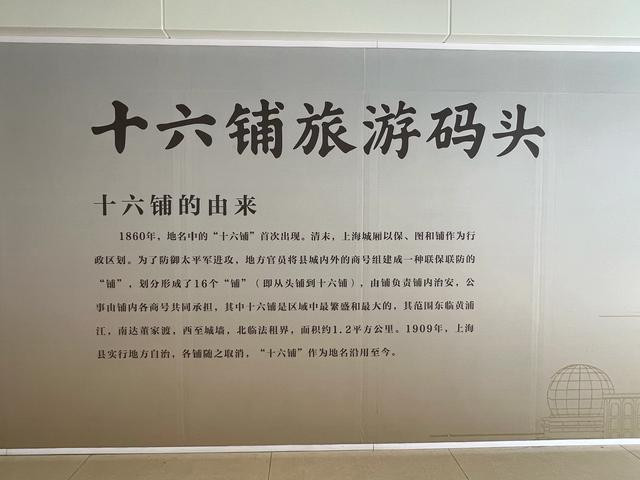 十六铺旅游码头
十六铺的由来
1860年，地名中的“十六铺”首次出现。清末，上海城厢以保、图和铺作为行
政区划。为了防御太平军进攻，地方官员将县城内外的商号组建成一种联保联防的
“铺”，划分形成了16个“铺”（即从头铺到十六铺），由铺负责铺内治安，公
事由铺内各商号共同承担，其中十六铺是区域中最繁盛和最大的，其范围东临黄浦
江，南达董家渡，西至城墙，北临法租界，面积约1.2平方公里。1909年，上海
县实行地方自治，各铺随之取消，“十六铺”作为地名沿用至今。